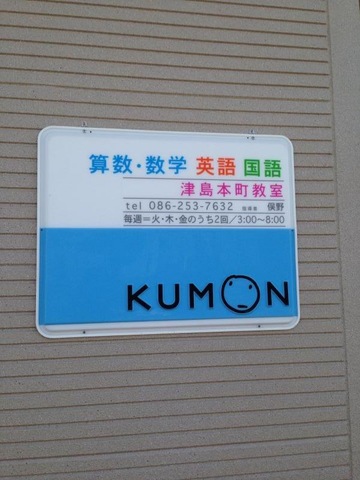 算数・数学 英語 国語
津島本町教室
tel 086-253-7632 指導者 俣野
毎週＝火・木・金のうち2回／3:00〜8:00
KUMON